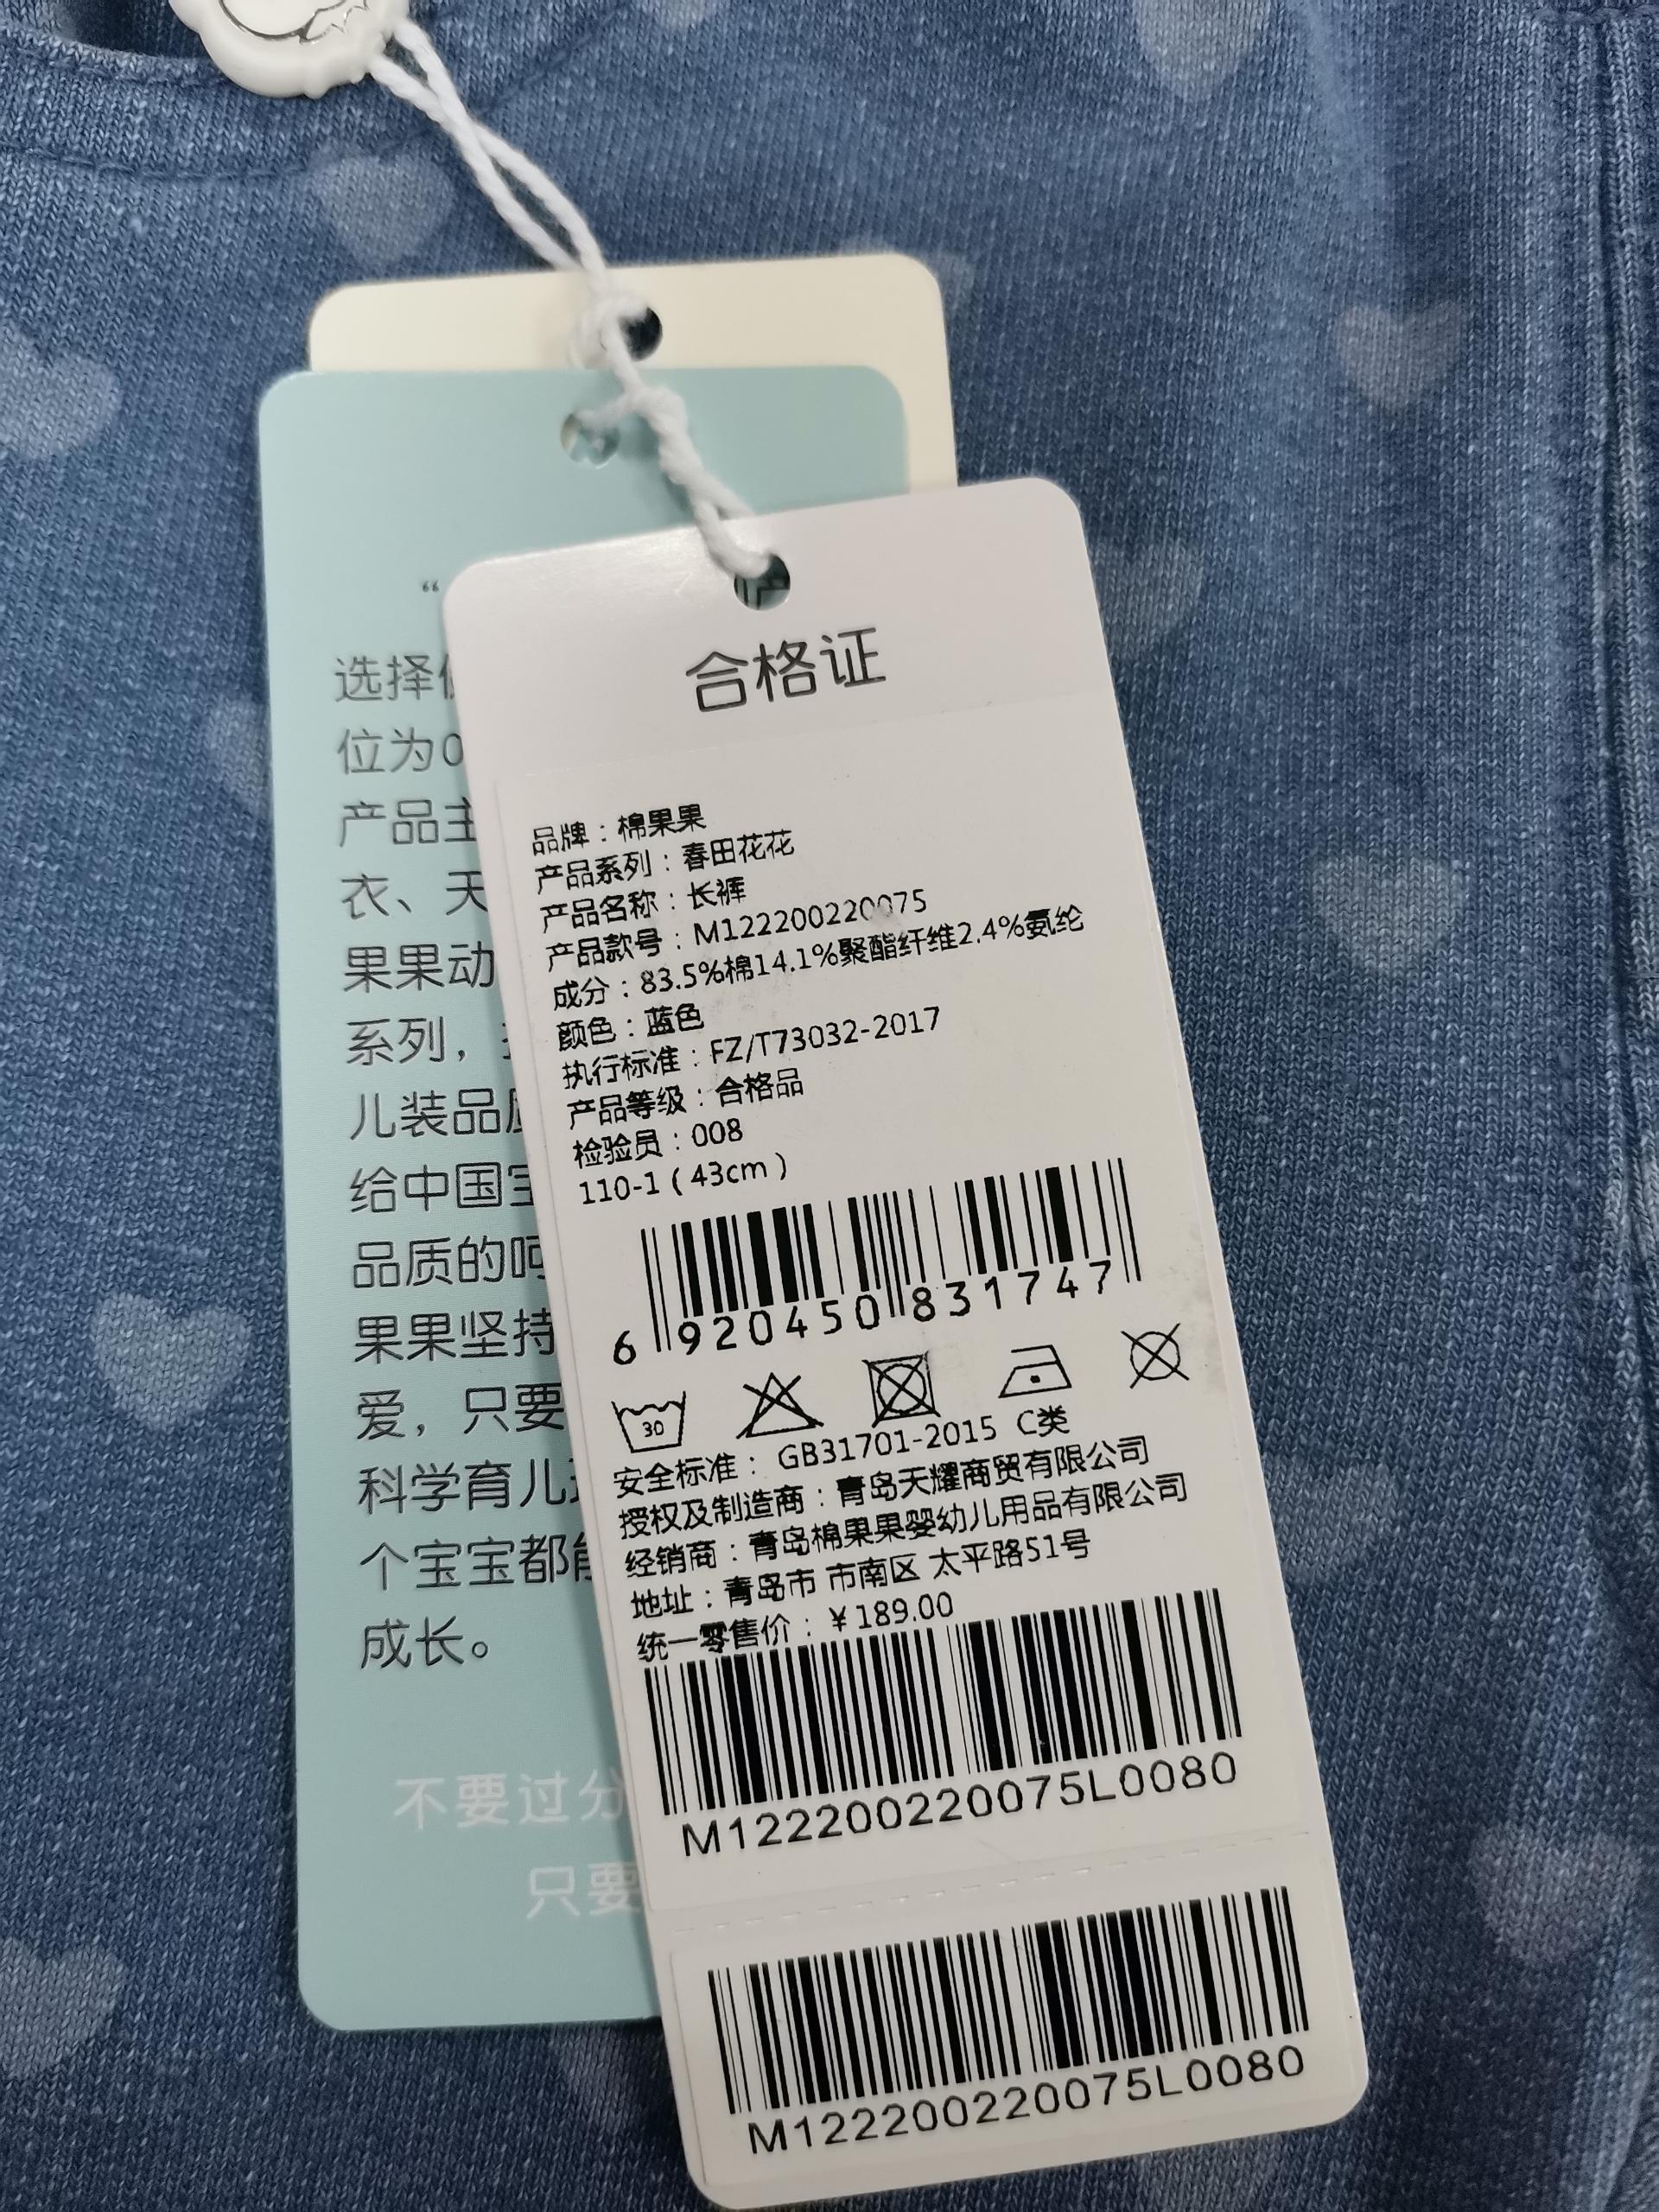 合格证
品牌：棉果果
产品系列：春田花花
产品名称：长裤
产品款号：M122200220075
成分：83.5%棉14.1%聚酯纤维2.4%氨纶
颜色：蓝色
执行标准：FZ/T73032-2017
产品等级：合格品
检验员：008
110-1（43cm）
6 920450 831747
30
安全标准： GB31701-2015 C类
授权及制造商：青岛天耀商贸有限公司
经销商：青岛棉果果婴幼儿用品有限公司
地址：青岛市 市南区 太平路51号
统一零售价：￥189.00
M122200220075L0080
M122200220075L0080
“
选择
位为0
产品主
衣、天
果果动
系列，
儿装品
给中国
品质的
果果坚持
爱，只要
科学育儿
个宝宝都
成长。
不要过分
只要